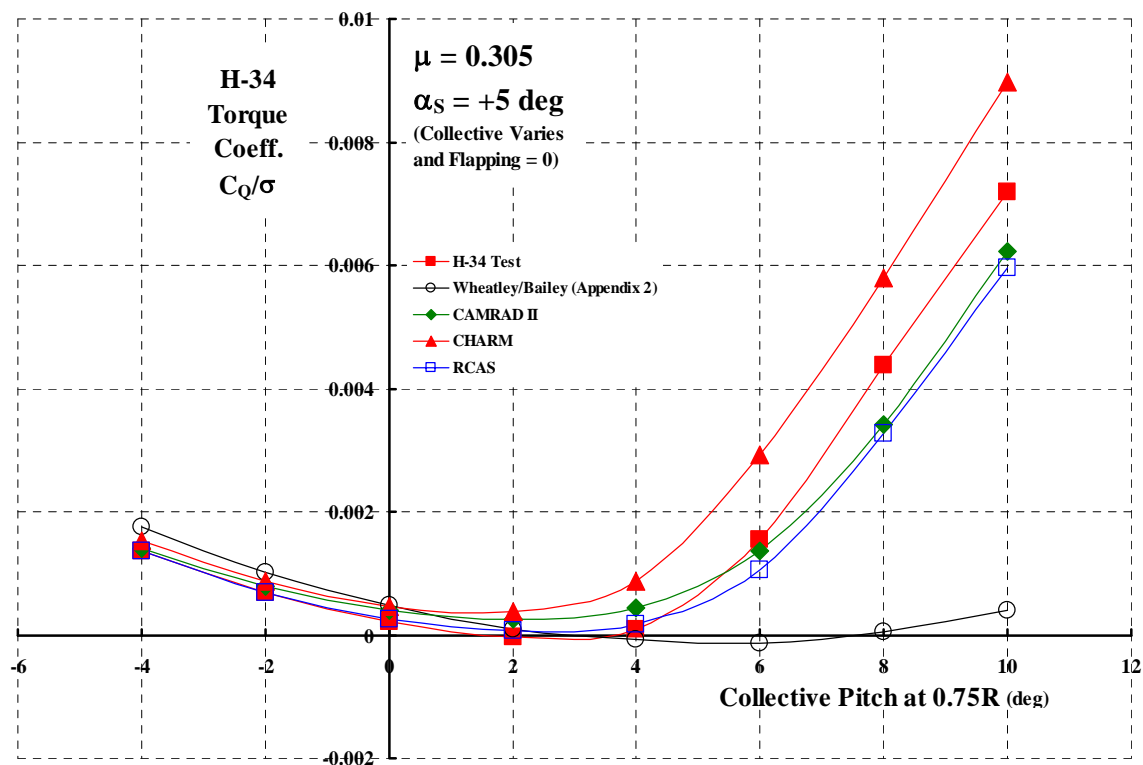 0.01
H-34
Torque
Coeff.
C_Q/σ
μ = 0.305
α_S = +5 deg
(Collective Varies
and Flapping = 0)
0.008
H-34 Test
Wheatley/Bailey (Appendix 2)
CAMRAD II
CHARM
RCAS
0.006
0.004
0.002
0
-6 -4 -2 0 2 4 6 8 10 12
Collective Pitch at 0.75R (deg)
-0.002